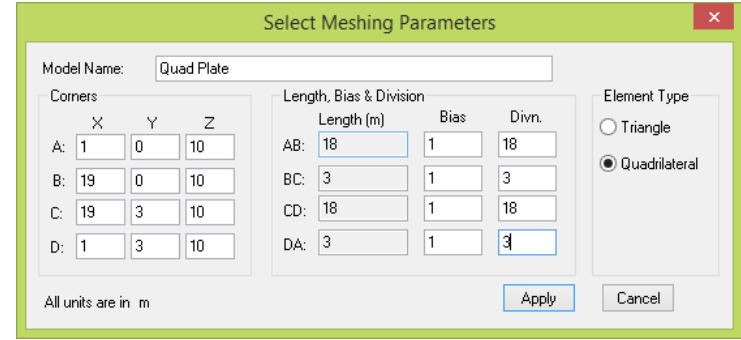 Select Meshing Parameters
Model Name: Quad Plate
Corners
X Y Z
A: 1 0 10
B: 19 0 10
C: 19 3 10
D: 1 3 10
Length, Bias & Division
Length (m) Bias Divn.
AB: 18 1 18
BC: 3 1 3
CD: 18 1 18
DA: 3 1 3
Element Type
Triangle
Quadrilateral
All units are in m
Apply
Cancel